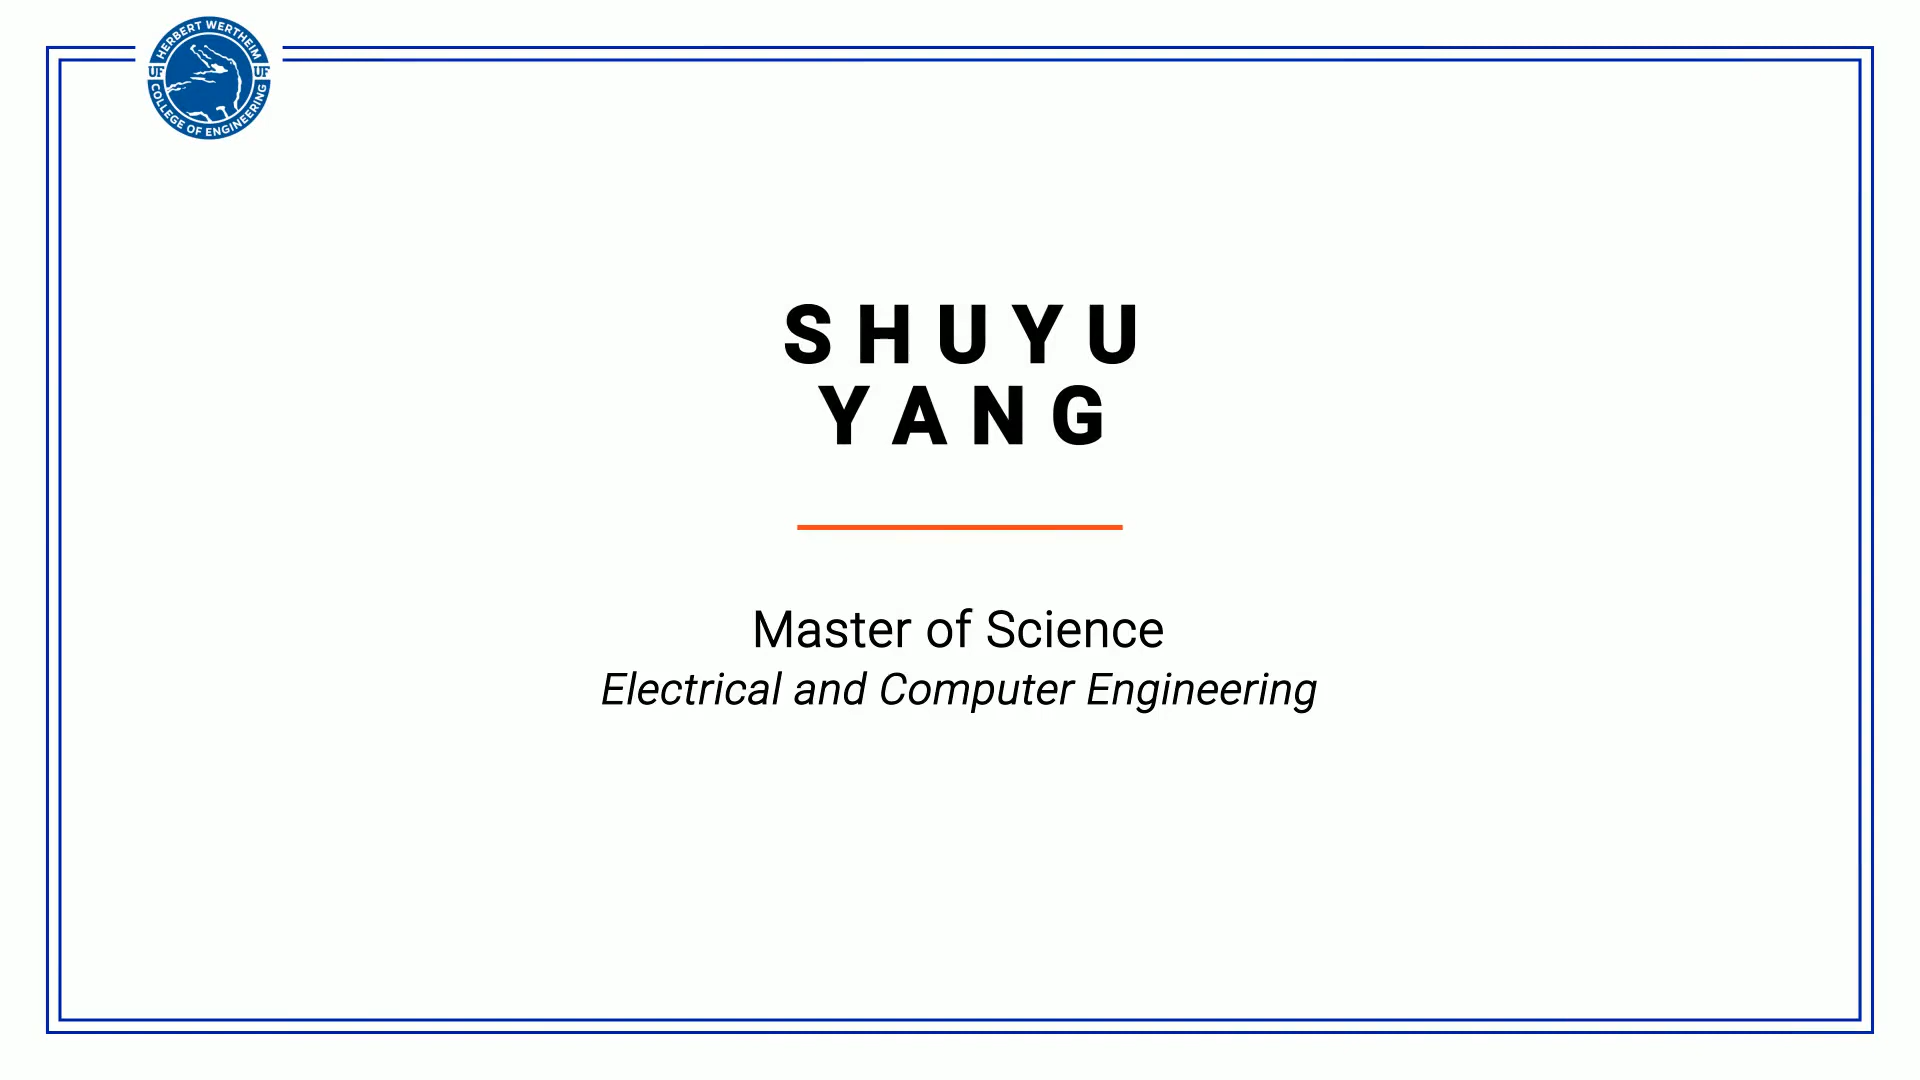 HERBERT WERTHEIM
UF UF
COLLEGE OF ENGINEERING
SHUYU
YANG
Master of Science
Electrical and Computer Engineering